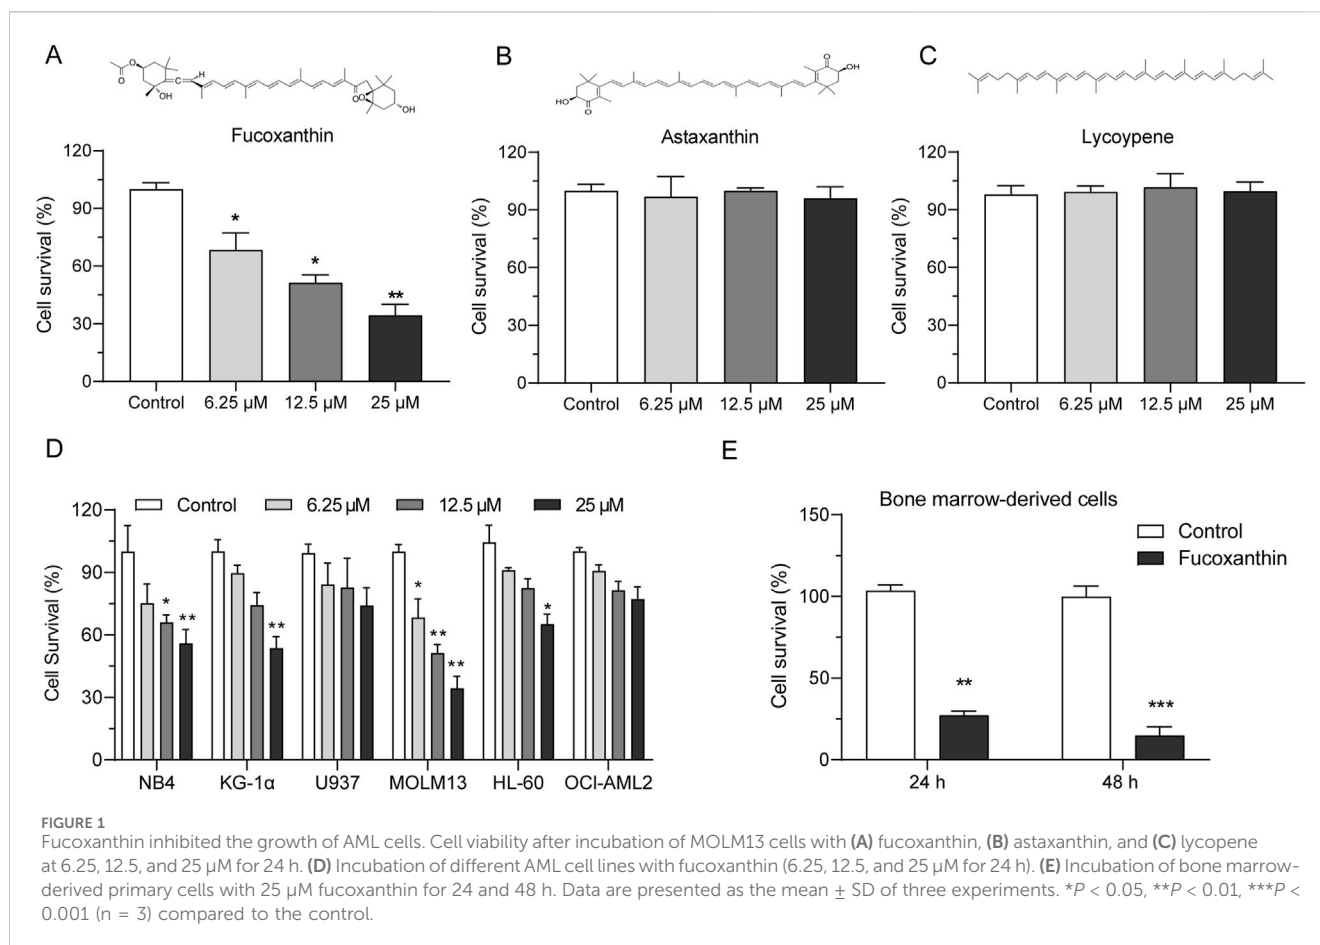 A
B
C
O
O
H
OH
O
O
OH
O
OH
HO
O
Fucoxanthin
Astaxanthin
Lycoypene
Cell survival (%)
120
90
60
30
0
*
*
**
Control 6.25 µM 12.5 µM 25 µM
Cell survival (%)
120
90
60
30
0
Control 6.25 µM 12.5 µM 25 µM
Cell survival (%)
120
90
60
30
0
Control 6.25 µM 12.5 µM 25 µM
D
Control 6.25 µM 12.5 µM 25 µM
Cell Survival (%)
120
90
60
30
0
* **
**
* ** **
*
NB4 KG-1α U937 MOLM13 HL-60 OCI-AML2
E
Bone marrow-derived cells
Control
Fucoxanthin
Cell survival (%)
150
100
50
0
**
***
24 h 48 h
FIGURE 1
Fucoxanthin inhibited the growth of AML cells. Cell viability after incubation of MOLM13 cells with (A) fucoxanthin, (B) astaxanthin, and (C) lycopene
at 6.25, 12.5, and 25 µM for 24 h. (D) Incubation of different AML cell lines with fucoxanthin (6.25, 12.5, and 25 µM for 24 h). (E) Incubation of bone marrow-
derived primary cells with 25 µM fucoxanthin for 24 and 48 h. Data are presented as the mean ± SD of three experiments. *P < 0.05, **P < 0.01, ***P <
0.001 (n = 3) compared to the control.